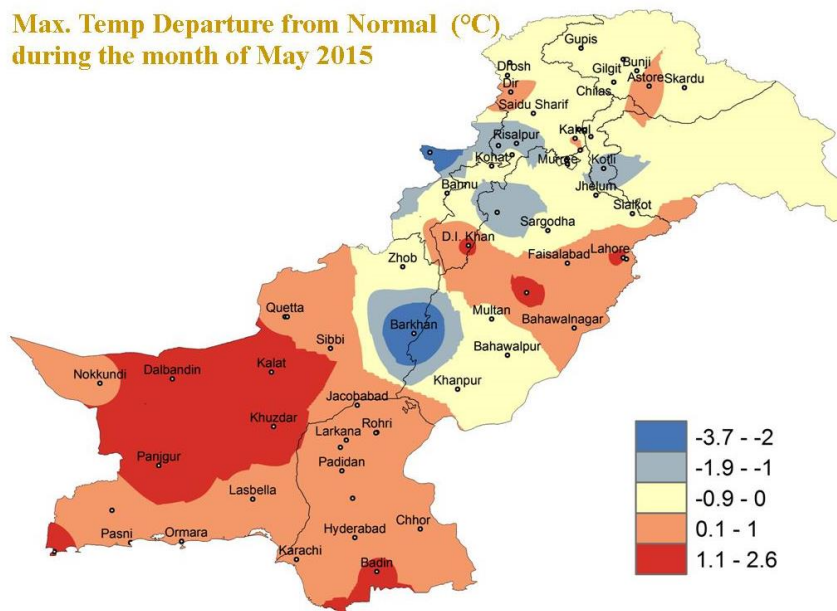 Max. Temp Departure from Normal (°C)
during the month of May 2015
Gupis
Drosh
Bunji
Gilgit
Dir
Astore
Skardu
Chilas
Saidu Sharif
Risalpur
Kakul
Kohat
Murree
Kotli
Bannu
Jhelum
Sialkot
Sargodha
D.I. Khan
Zhob
Faisalabad
Lahore
Quetta
Multan
Barkhan
Bahawalnagar
Sibbi
Bahawalpur
Nokkundi
Dalbandin
Kalat
Khanpur
Jacobabad
Khuzdar
Rohri
Larkana
Panjgur
Padidan
Lasbella
Pasni
Ormara
Hyderabad
Chhor
Karachi
Badin
-3.7 - -2
-1.9 - -1
-0.9 - 0
0.1 - 1
1.1 - 2.6